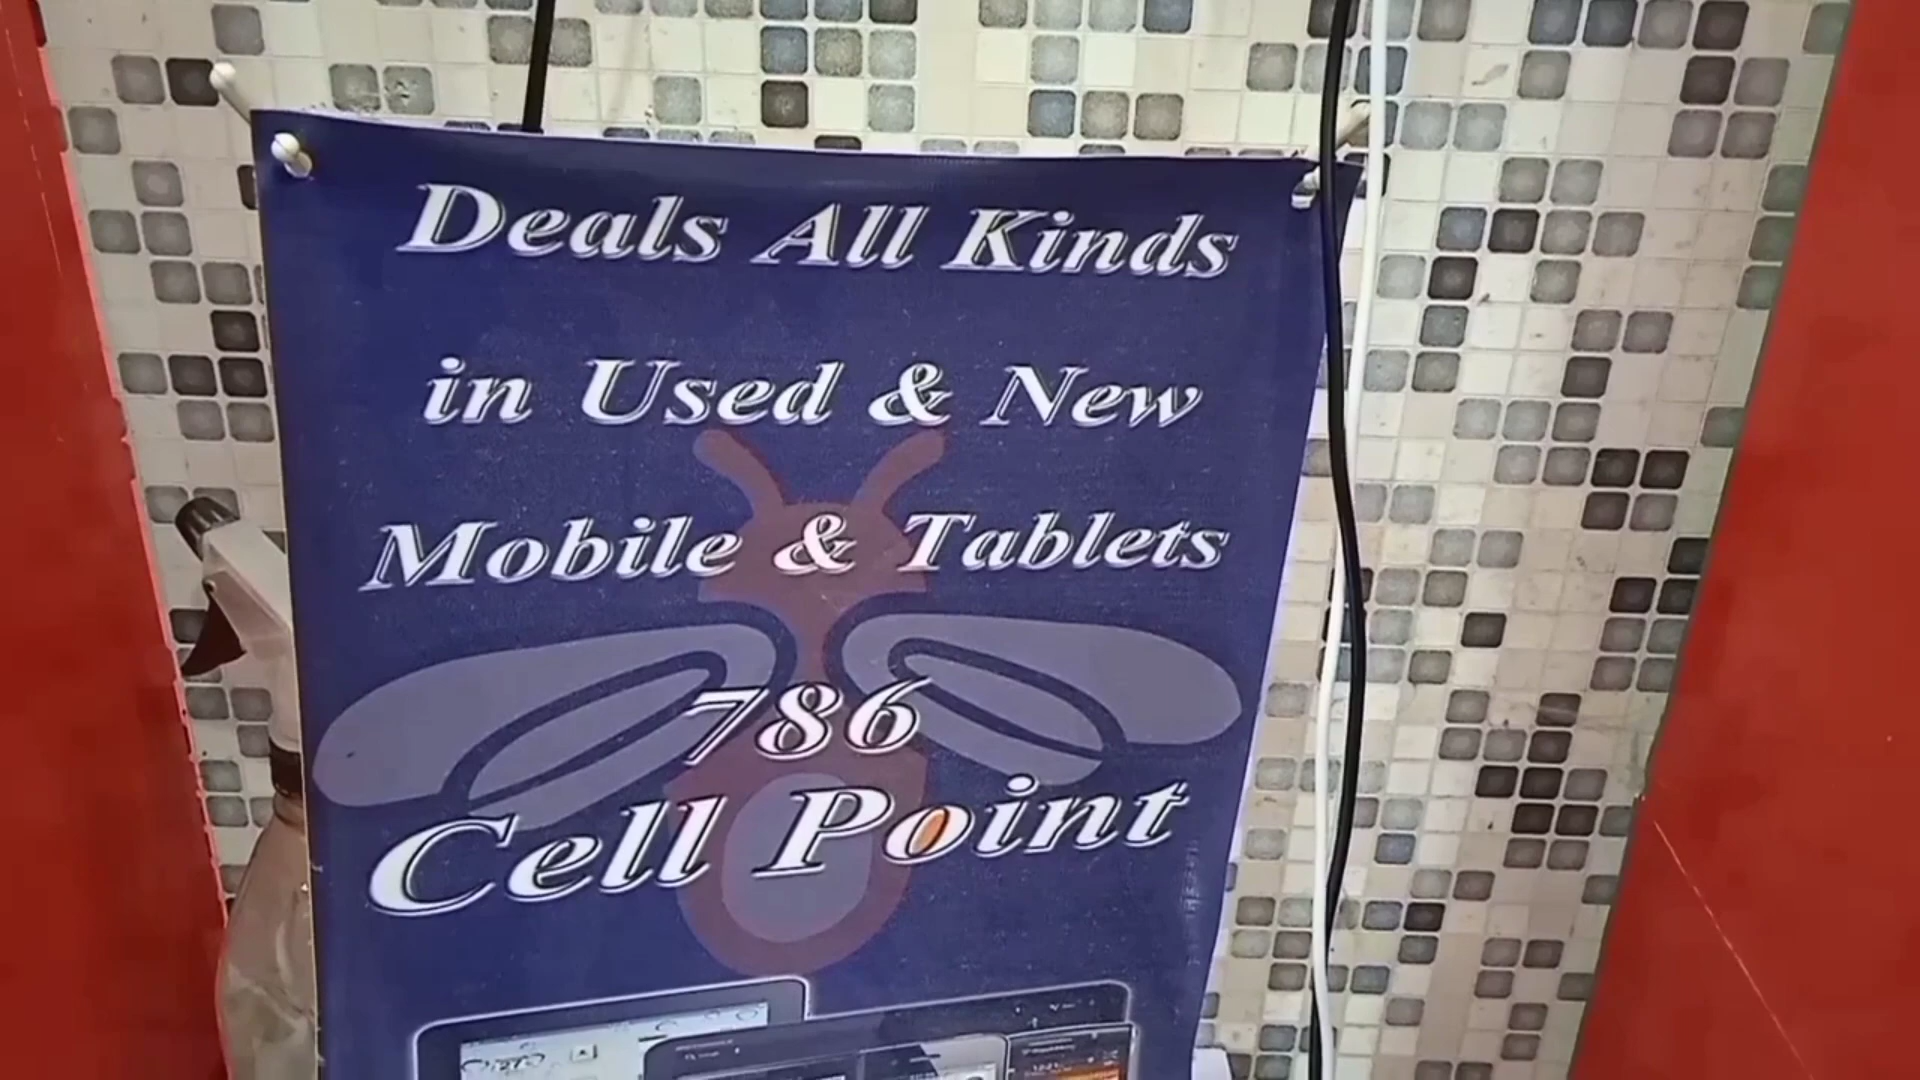 Deals All Kinds
in Used & New
Mobile & Tablets
786
Cell Point